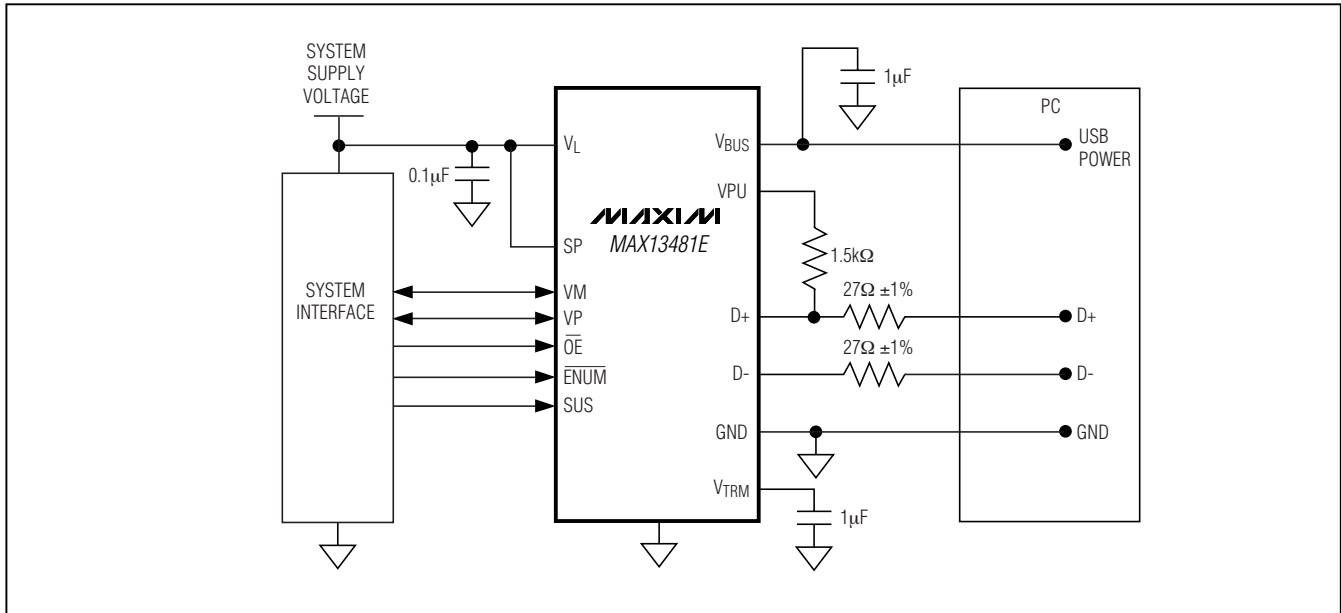 SYSTEM
SUPPLY
VOLTAGE
0.1µF
SYSTEM
INTERFACE
VL
SP
VM
VP
OE
ENUM
SUS
MAXIM
MAX13481E
VBUS
VPU
D+
D-
GND
VTRM
1µF
1.5kΩ
27Ω ±1%
27Ω ±1%
1µF
PC
USB
POWER
D+
D-
GND